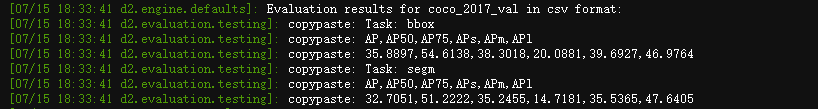 [07/15 18:33:41 d2.engine.defaults]: Evaluation results for coco_2017_val in csv format:
[07/15 18:33:41 d2.evaluation.testing]: copypaste: Task: bbox
[07/15 18:33:41 d2.evaluation.testing]: copypaste: AP,AP50,AP75,APs,APm,APl
[07/15 18:33:41 d2.evaluation.testing]: copypaste: 35.8897,54.6138,38.3018,20.0881,39.6927,46.9764
[07/15 18:33:41 d2.evaluation.testing]: copypaste: Task: segm
[07/15 18:33:41 d2.evaluation.testing]: copypaste: AP,AP50,AP75,APs,APm,APl
[07/15 18:33:41 d2.evaluation.testing]: copypaste: 32.7051,51.2222,35.2455,14.7181,35.5365,47.6405